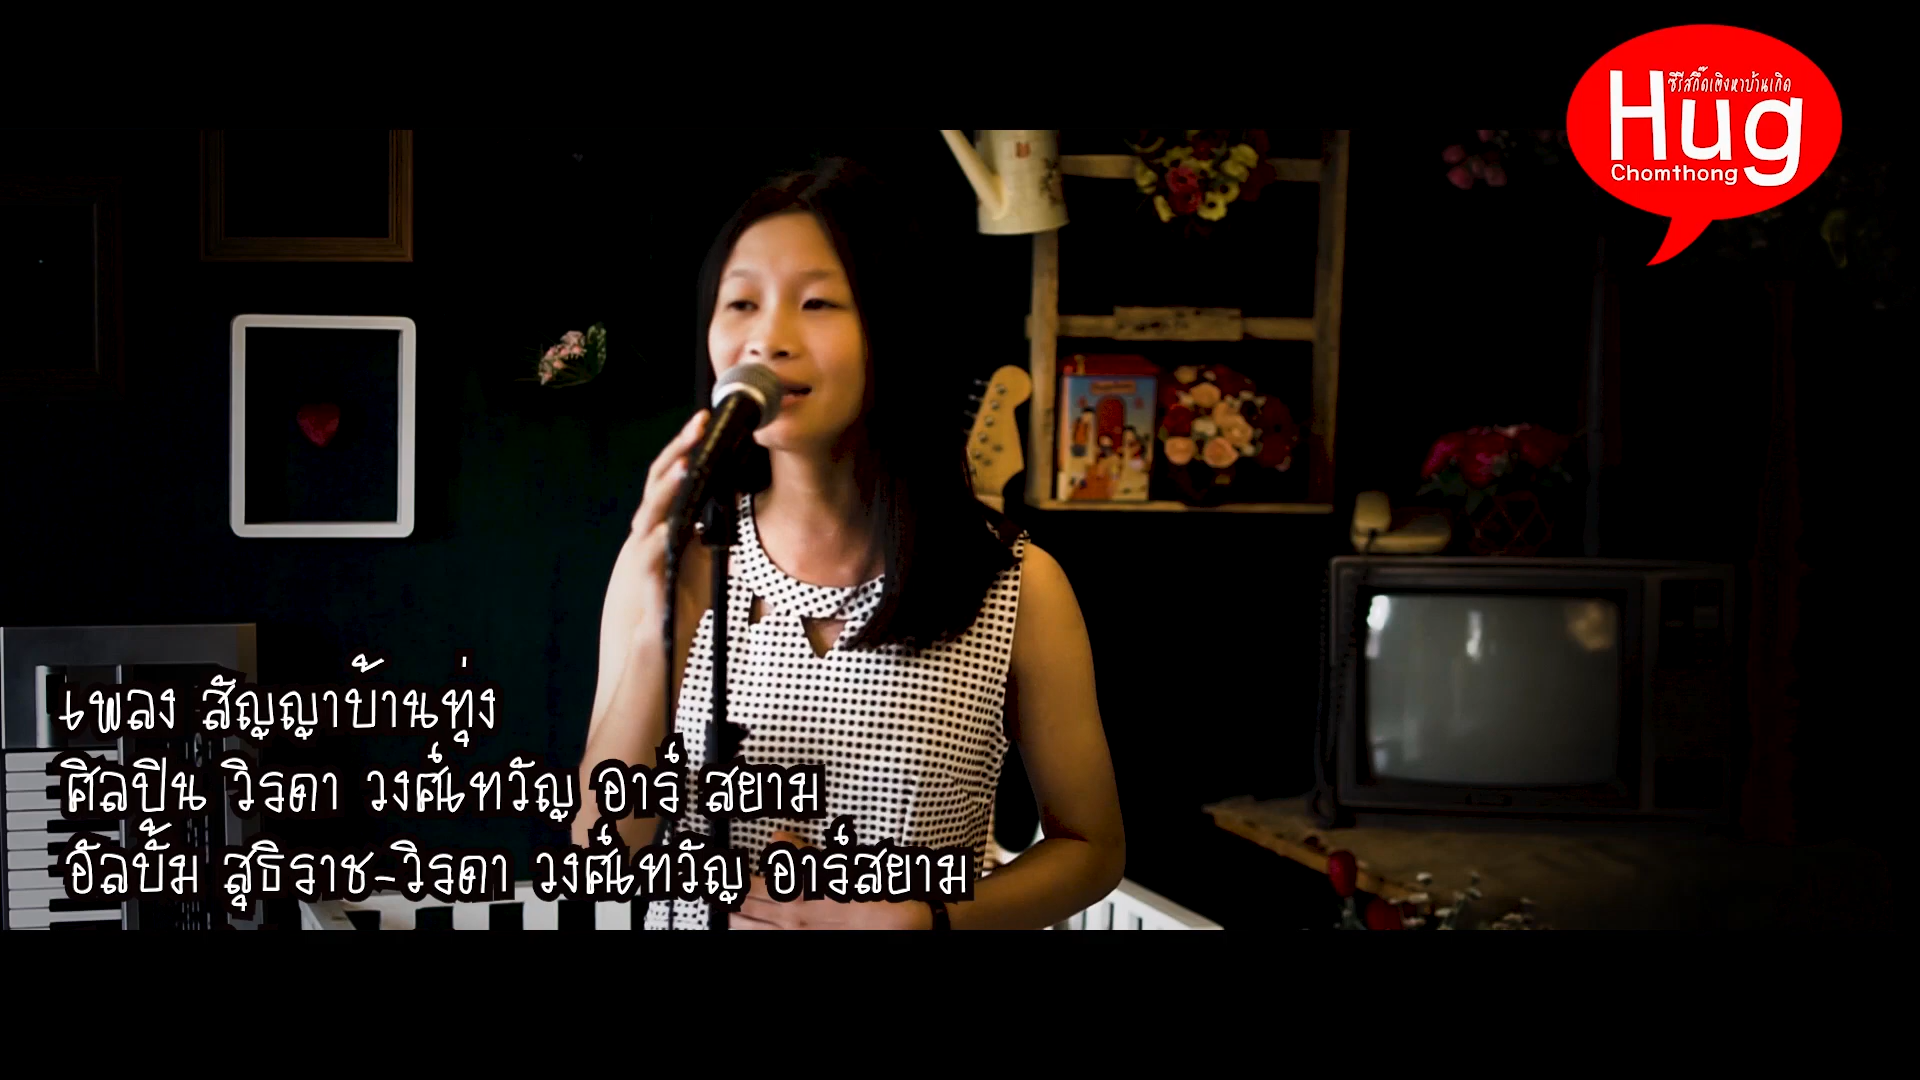 ซีรีส์กึ๊ดเติงหาบ้านเกิด
Hug
Chomthong
เพลง สัญญาบ้านทุ่ง
ศิลปิน วิรดา วงศ์เทวัญ อาร์ สยาม
อัลบั้ม สุธิราช-วิรดา วงศ์เทวัญ อาร์สยาม